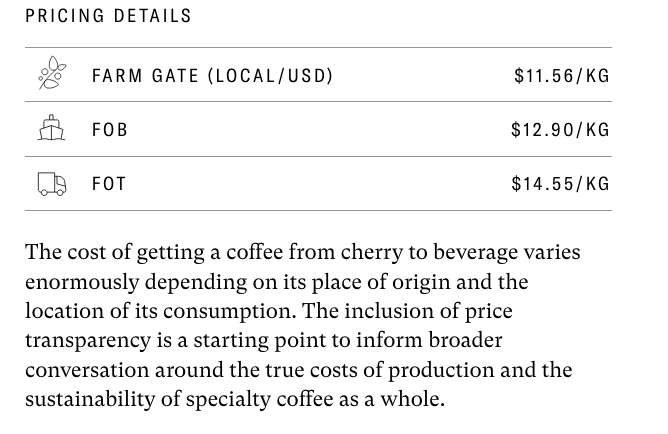 PRICING DETAILS
FARM GATE (LOCAL/USD) $11.56/KG
FOB $12.90/KG
FOT $14.55/KG
The cost of getting a coffee from cherry to beverage varies
enormously depending on its place of origin and the
location of its consumption. The inclusion of price
transparency is a starting point to inform broader
conversation around the true costs of production and the
sustainability of specialty coffee as a whole.